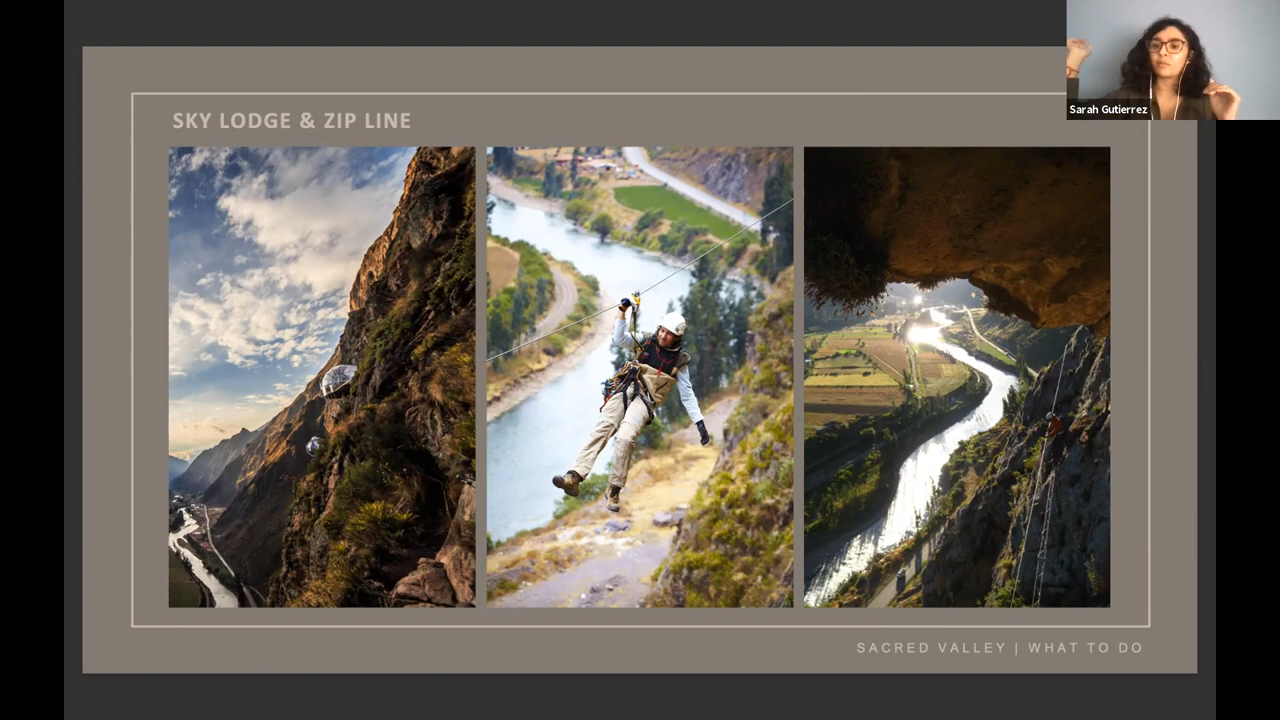 Sarah Gutierrez
SKY LODGE & ZIP LINE
SACRED VALLEY | WHAT TO DO